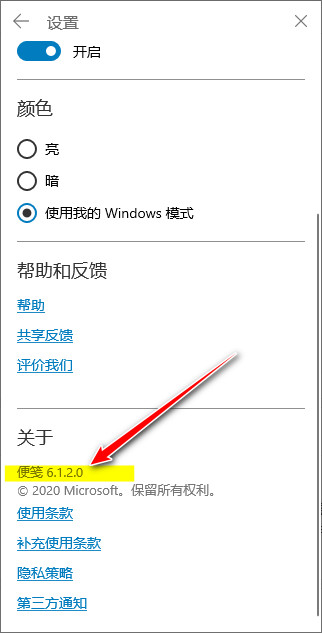 设置
开启
颜色
亮
暗
使用我的 Windows 模式
帮助和反馈
帮助
共享反馈
评价我们
关于
便笺 6.1.2.0
© 2020 Microsoft。保留所有权利。
使用条款
补充使用条款
隐私策略
第三方通知